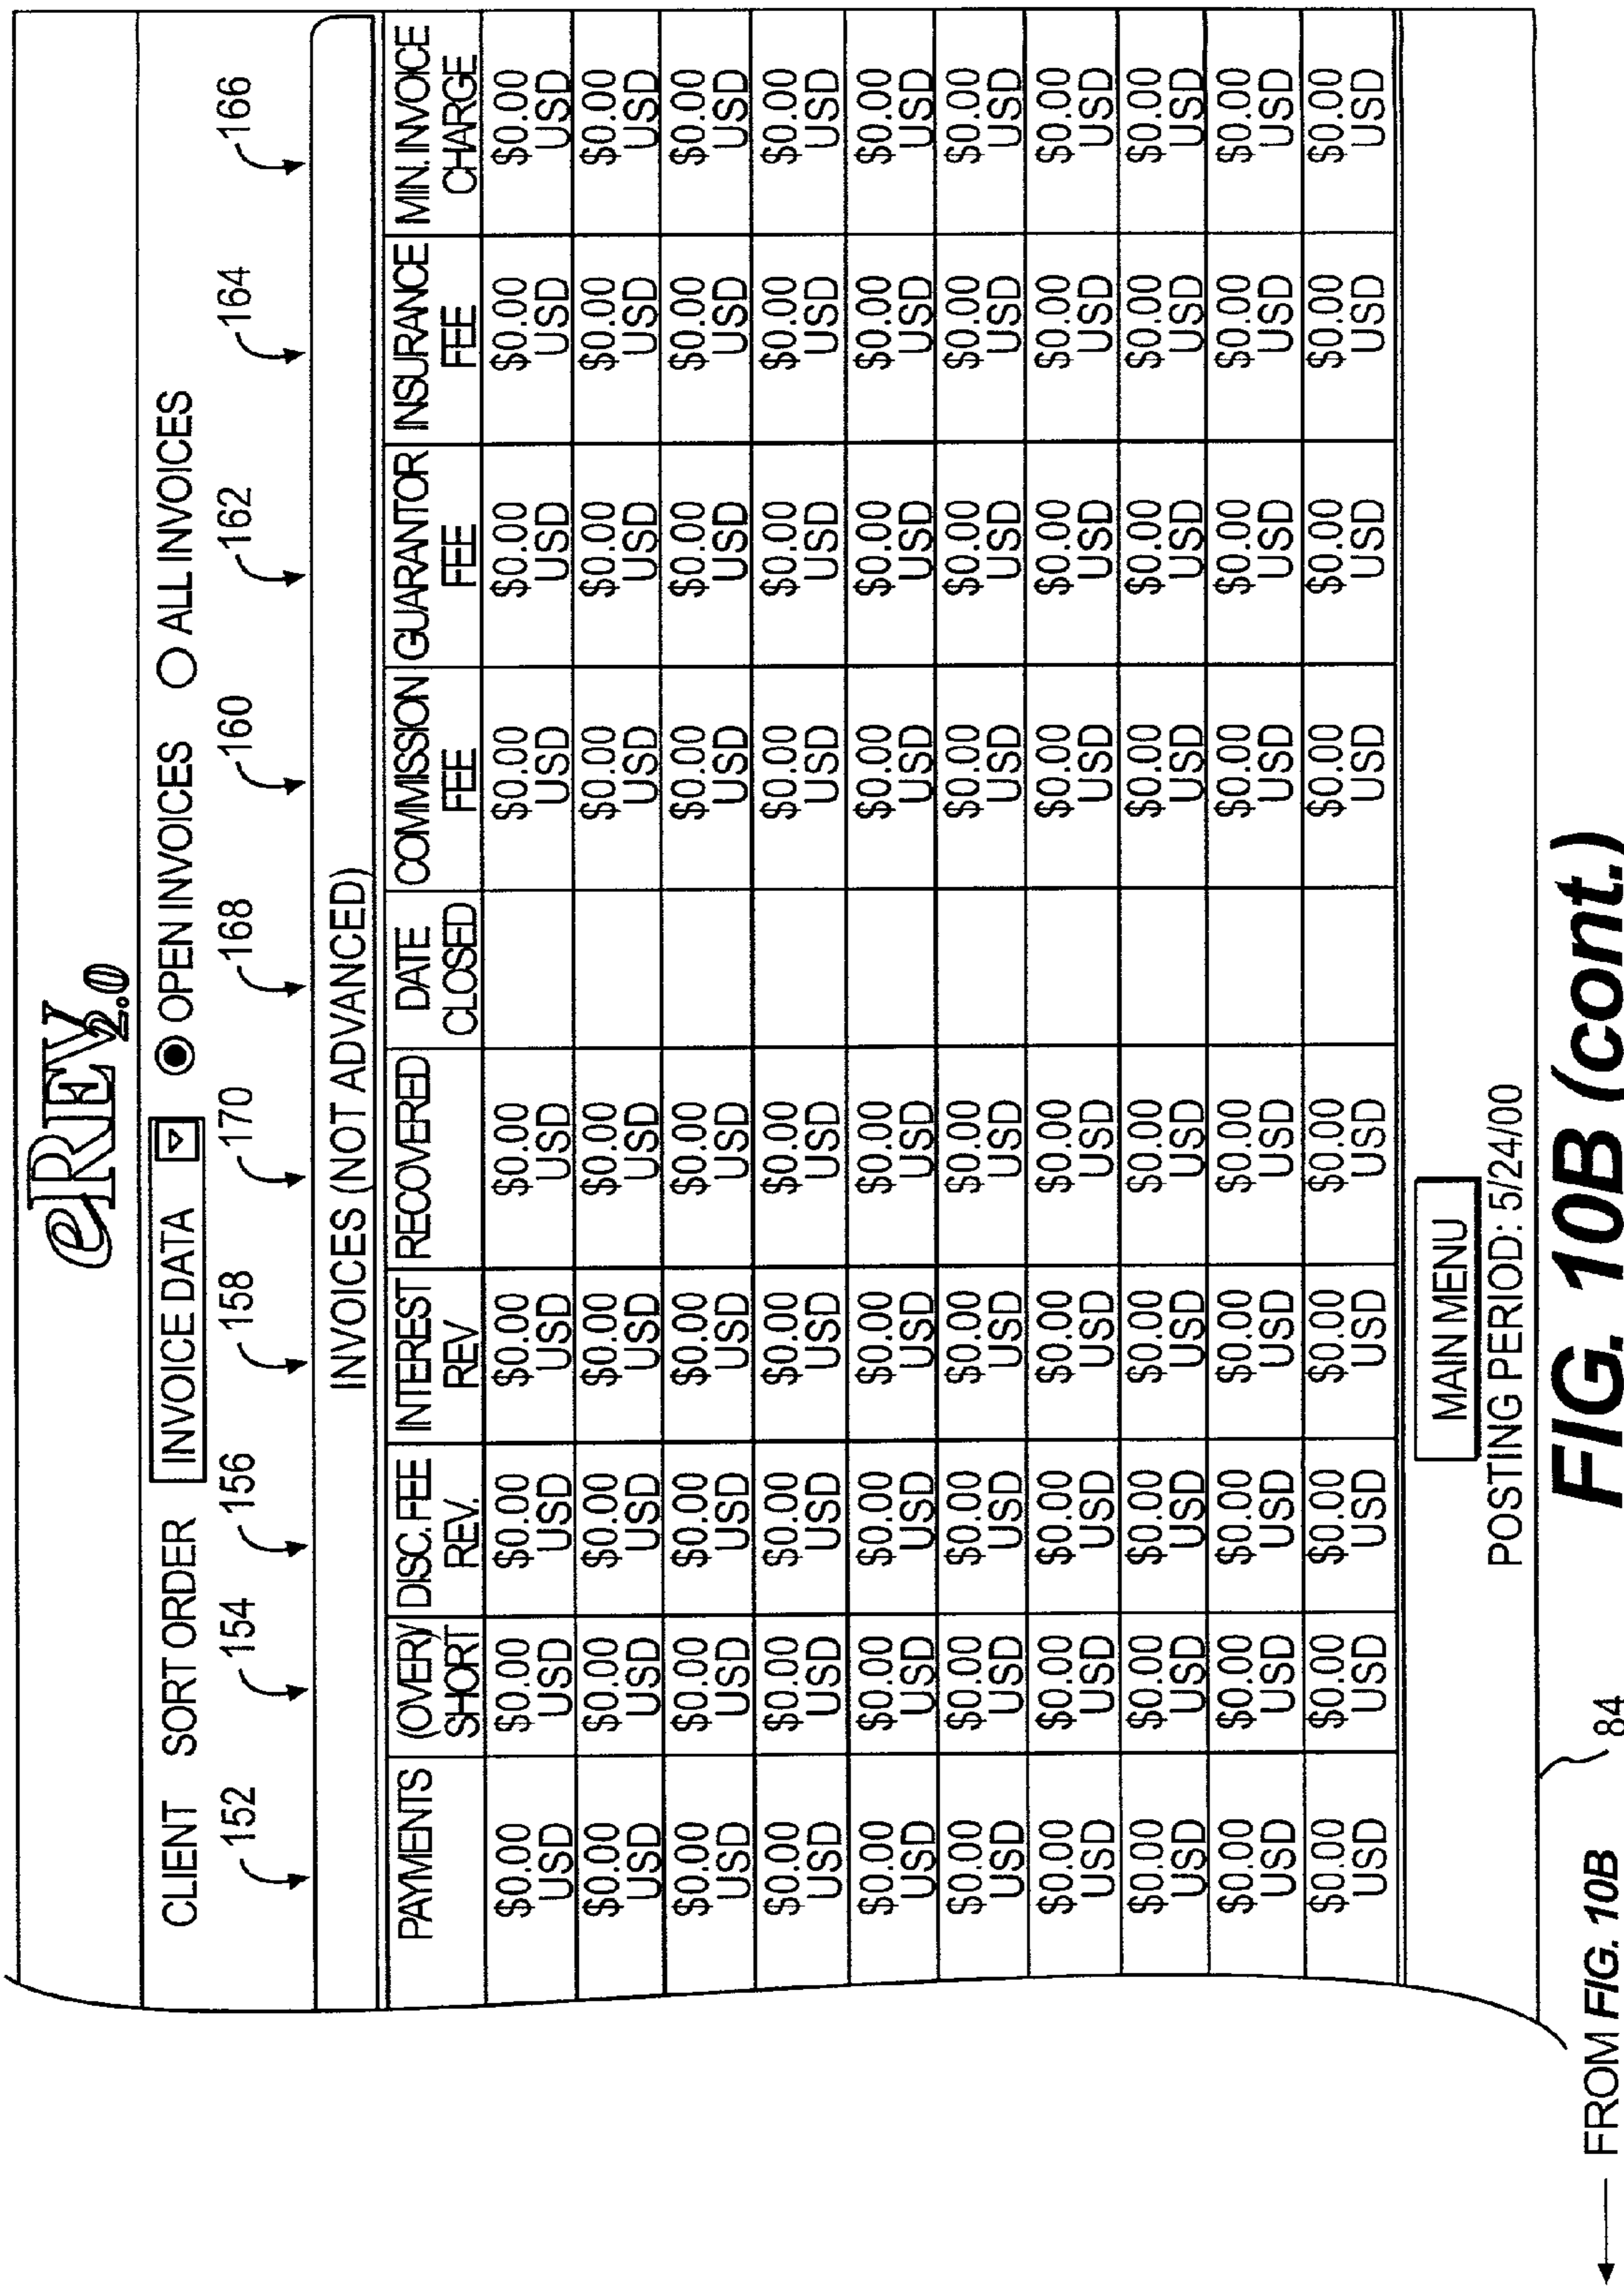 eREV 2.0
CLIENT SORT ORDER INVOICE DATA OPEN INVOICES ALL INVOICES
152 154 156 158 170 168 160 162 164 166
INVOICES (NOT ADVANCED)
PAYMENTS (OVER)/ DISC. FEE INTEREST RECOVERED DATE COMMISSION GUARANTOR INSURANCE MIN. INVOICE
SHORT REV. REV CLOSED FEE FEE FEE CHARGE
$0.00 $0.00 $0.00 $0.00 $0.00 $0.00 $0.00 $0.00 $0.00
USD USD USD USD USD USD USD USD USD
$0.00 $0.00 $0.00 $0.00 $0.00 $0.00 $0.00 $0.00 $0.00
USD USD USD USD USD USD USD USD USD
$0.00 $0.00 $0.00 $0.00 $0.00 $0.00 $0.00 $0.00 $0.00
USD USD USD USD USD USD USD USD USD
$0.00 $0.00 $0.00 $0.00 $0.00 $0.00 $0.00 $0.00 $0.00
USD USD USD USD USD USD USD USD USD
$0.00 $0.00 $0.00 $0.00 $0.00 $0.00 $0.00 $0.00 $0.00
USD USD USD USD USD USD USD USD USD
$0.00 $0.00 $0.00 $0.00 $0.00 $0.00 $0.00 $0.00 $0.00
USD USD USD USD USD USD USD USD USD
$0.00 $0.00 $0.00 $0.00 $0.00 $0.00 $0.00 $0.00 $0.00
USD USD USD USD USD USD USD USD USD
$0.00 $0.00 $0.00 $0.00 $0.00 $0.00 $0.00 $0.00 $0.00
USD USD USD USD USD USD USD USD USD
$0.00 $0.00 $0.00 $0.00 $0.00 $0.00 $0.00 $0.00 $0.00
USD USD USD USD USD USD USD USD USD
$0.00 $0.00 $0.00 $0.00 $0.00 $0.00 $0.00 $0.00 $0.00
USD USD USD USD USD USD USD USD USD
MAIN MENU
POSTING PERIOD: 5/24/00
FROM FIG. 10B 84 FIG. 10B (cont.)